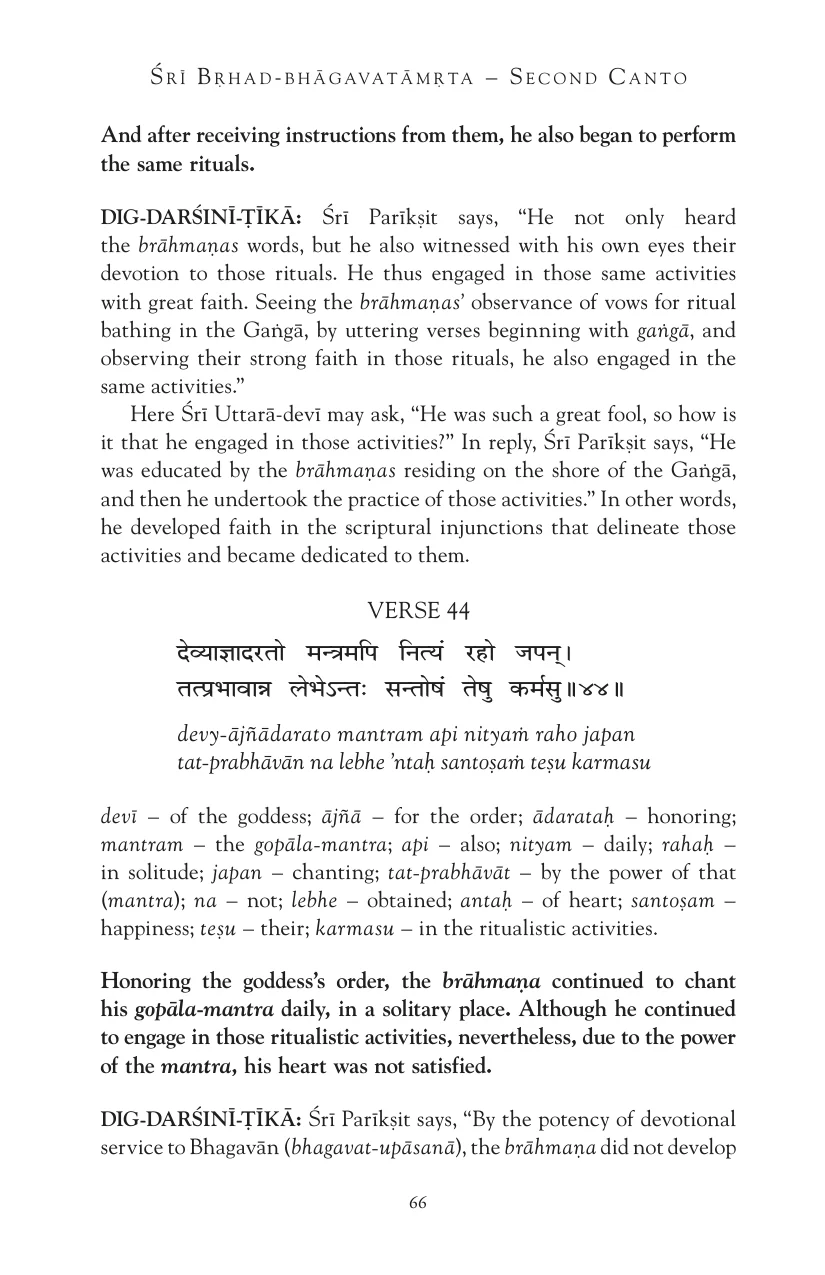 Śrī Bṛhad-bhāgavatāmṛta – Second Canto
And after receiving instructions from them, he also began to perform
the same rituals.
DIG-DARŚINĪ-ṬĪKĀ: Śrī Parīkṣit says, “He not only heard
the brāhmaṇas words, but he also witnessed with his own eyes their
devotion to those rituals. He thus engaged in those same activities
with great faith. Seeing the brāhmaṇas’ observance of vows for ritual
bathing in the Gaṅgā, by uttering verses beginning with gaṅgā, and
observing their strong faith in those rituals, he also engaged in the
same activities.”
Here Śrī Uttarā-devī may ask, “He was such a great fool, so how is
it that he engaged in those activities?” In reply, Śrī Parīkṣit says, “He
was educated by the brāhmaṇas residing on the shore of the Gaṅgā,
and then he undertook the practice of those activities.” In other words,
he developed faith in the scriptural injunctions that delineate those
activities and became dedicated to them.
VERSE 44
देव्याज्ञादरतो मन्त्रमपि नित्यं रहो जपन्।
तत्प्रभावान्न लेभेऽन्तः सन्तोषं तेषु कर्मसु॥४४॥
devy-ājñādarato mantram api nityaṁ raho japan
tat-prabhāvān na lebhe ’ntaḥ santoṣaṁ teṣu karmasu
devī – of the goddess; ājñā – for the order; ādarataḥ – honoring;
mantram – the gopāla-mantra; api – also; nityam – daily; rahaḥ –
in solitude; japan – chanting; tat-prabhāvāt – by the power of that
(mantra); na – not; lebhe – obtained; antaḥ – of heart; santoṣam –
happiness; teṣu – their; karmasu – in the ritualistic activities.
Honoring the goddess’s order, the brāhmaṇa continued to chant
his gopāla-mantra daily, in a solitary place. Although he continued
to engage in those ritualistic activities, nevertheless, due to the power
of the mantra, his heart was not satisfied.
DIG-DARŚINĪ-ṬĪKĀ: Śrī Parīkṣit says, “By the potency of devotional
service to Bhagavān (bhagavat-upāsanā), the brāhmaṇa did not develop
66